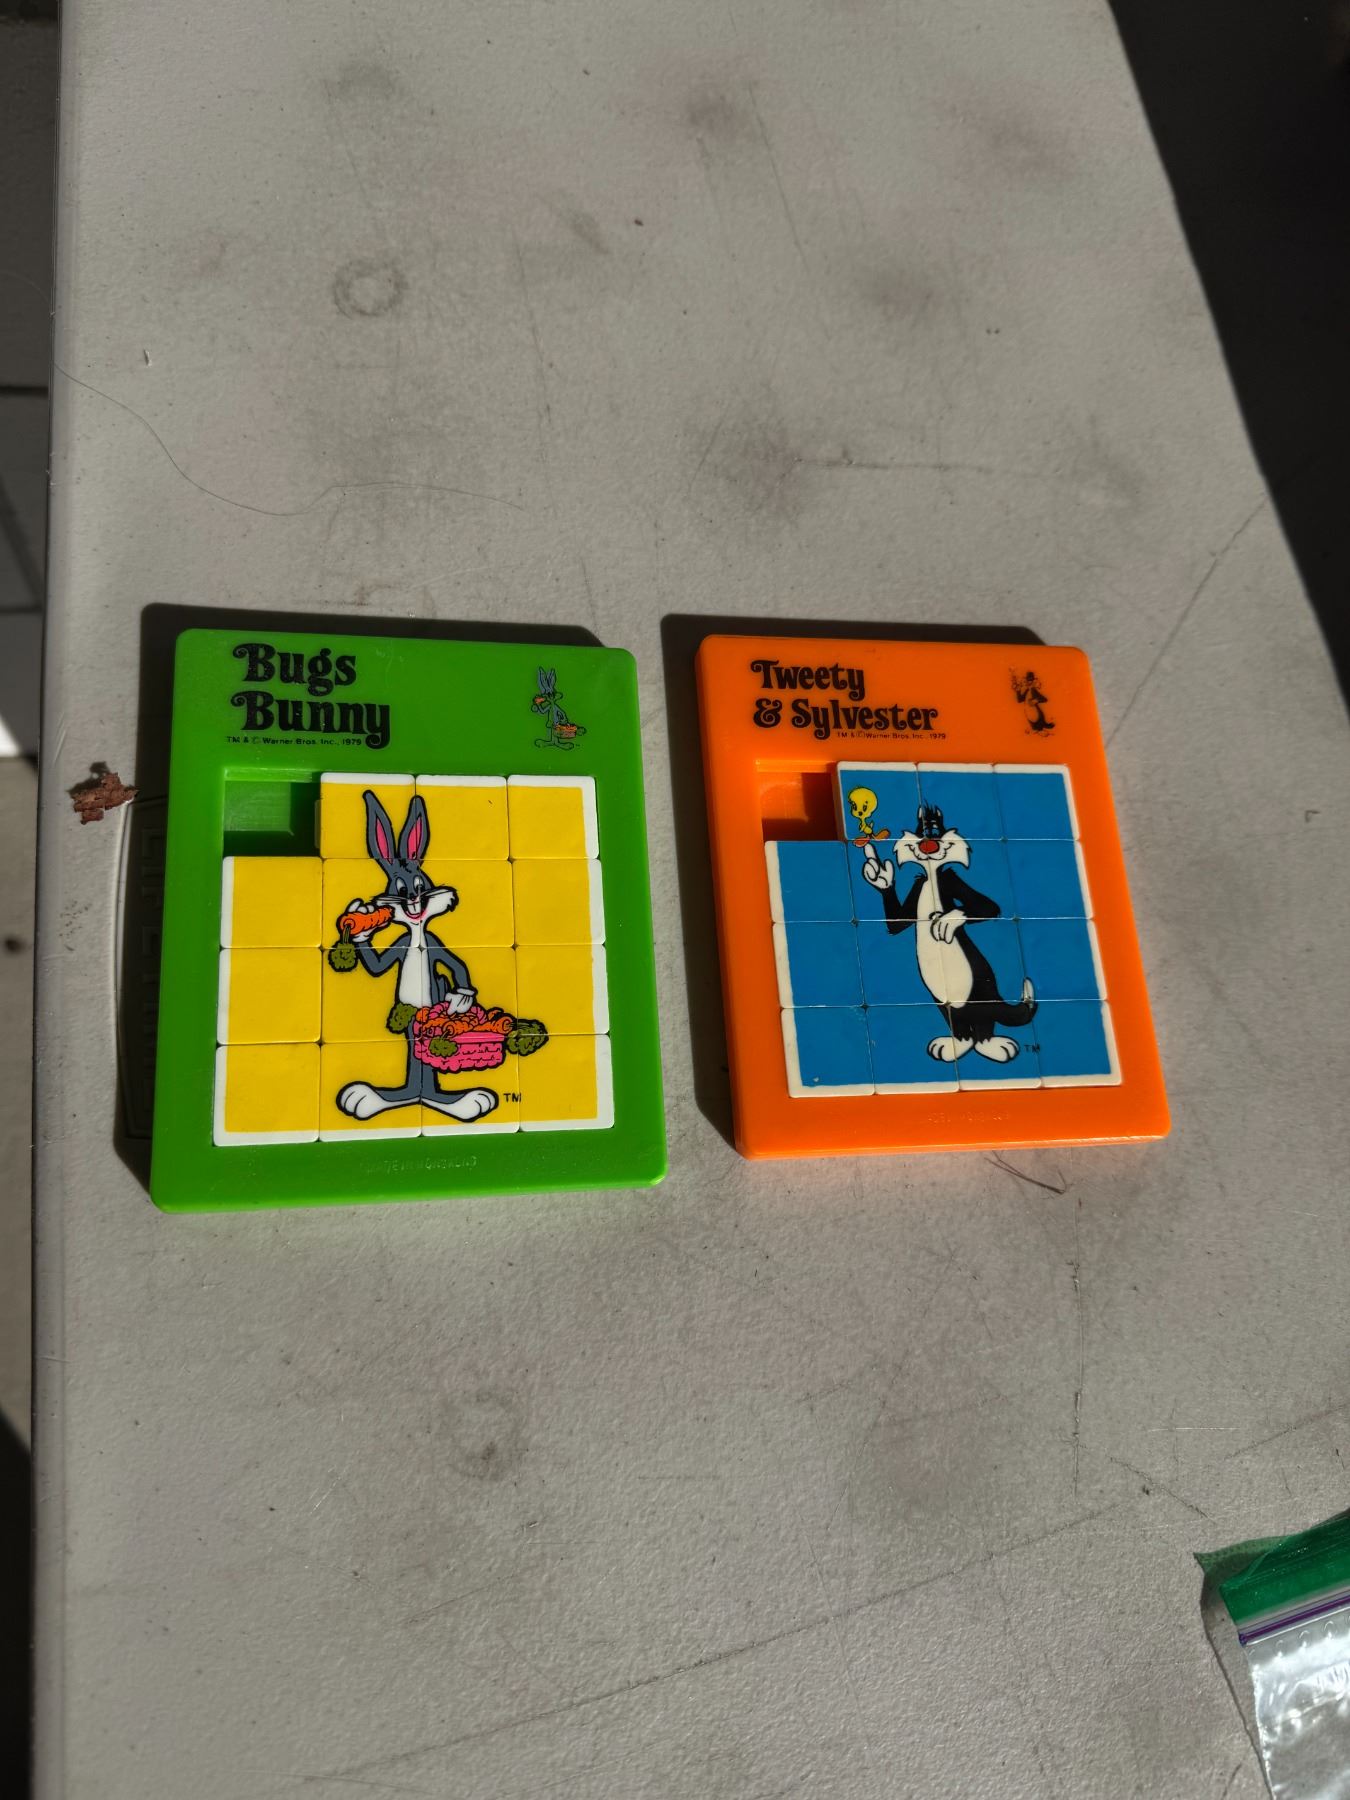 Bugs
Bunny
TM & © Warner Bros. Inc., 1979
TM
Tweety
& Sylvester
TM & © Warner Bros. Inc., 1979
TM